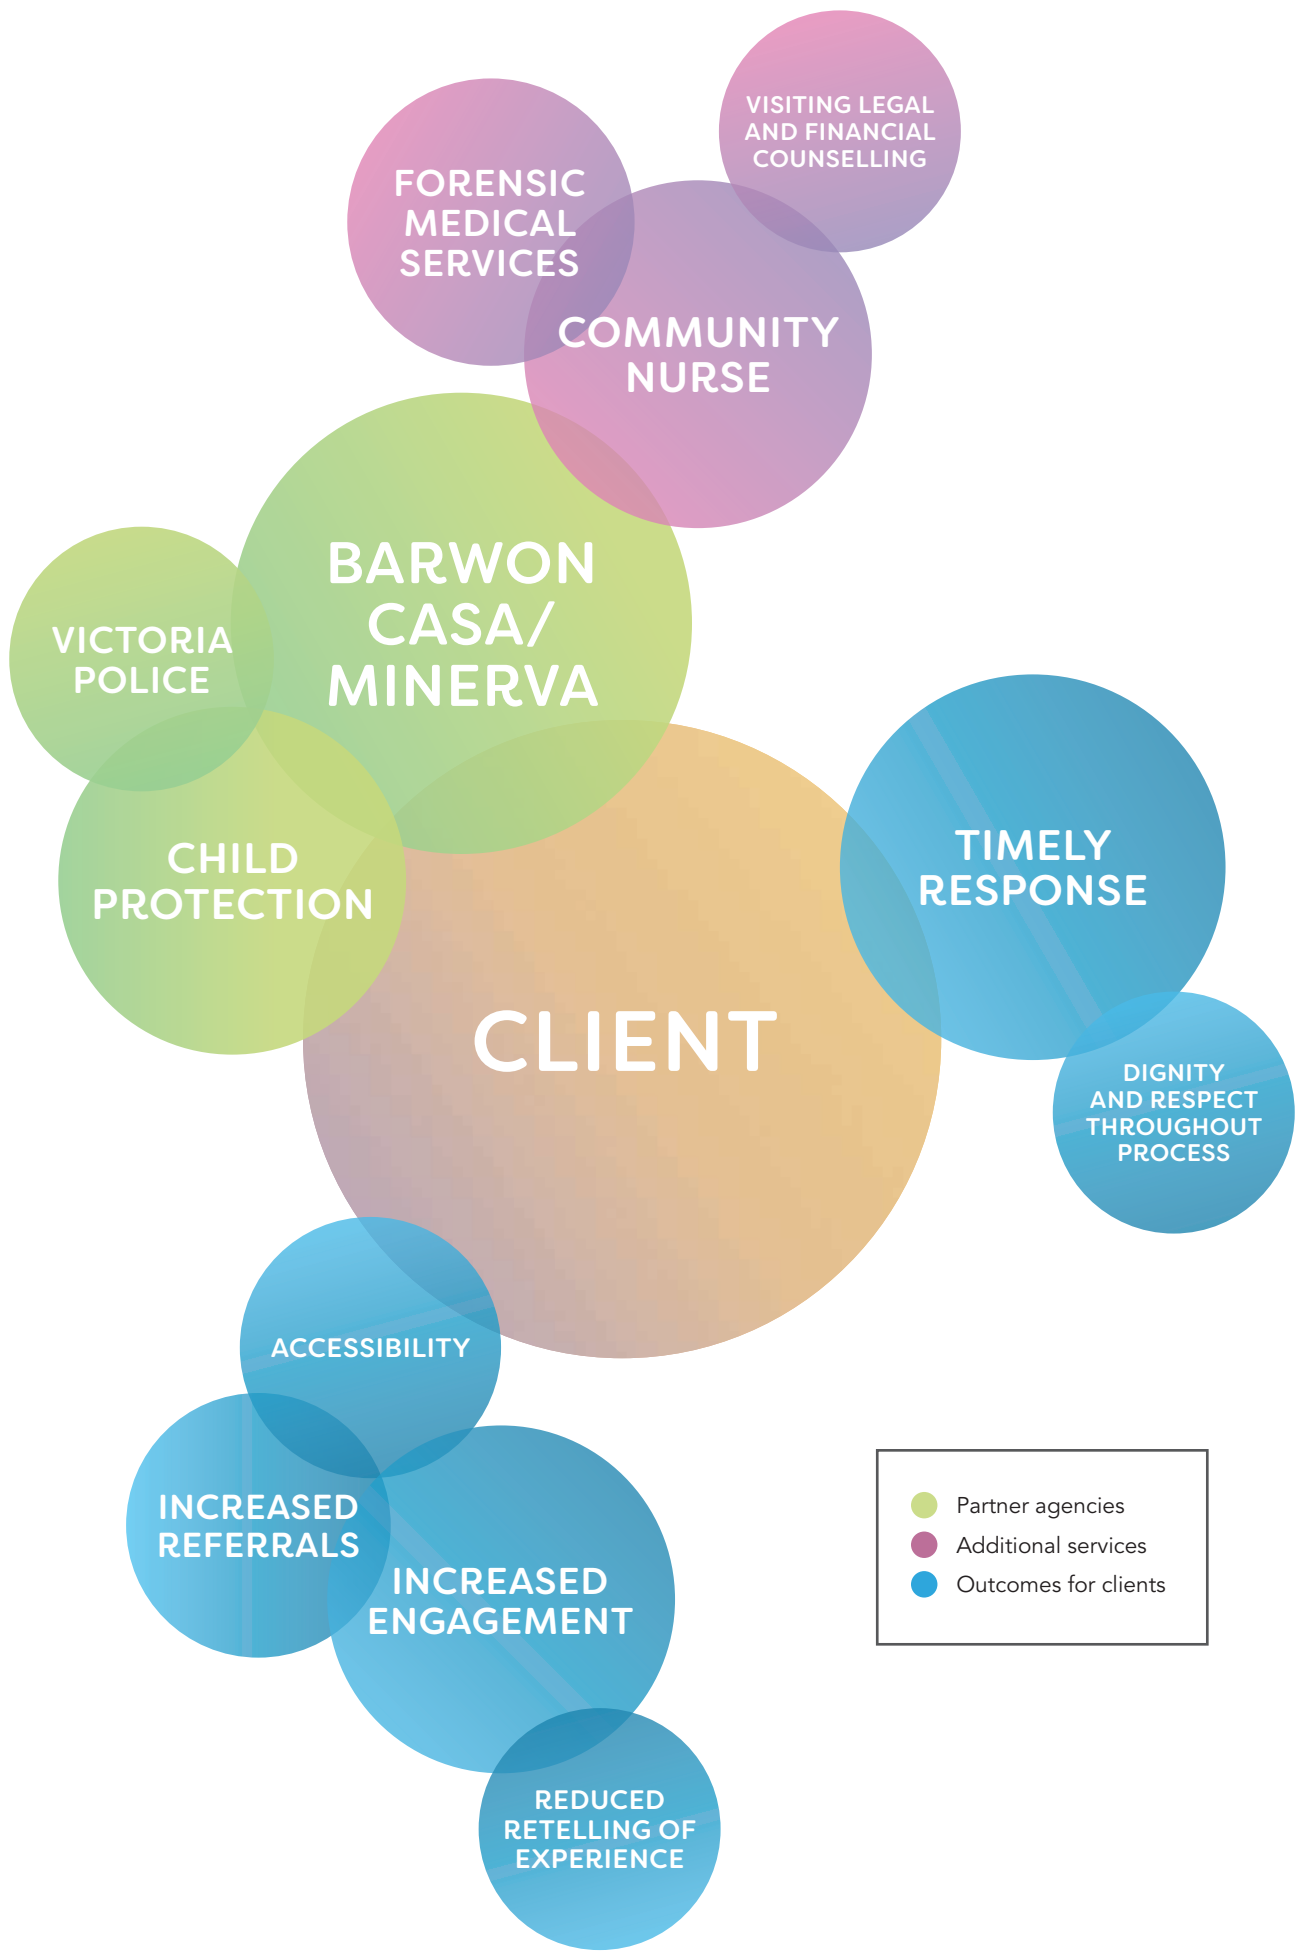 VISITING LEGAL
AND FINANCIAL
COUNSELLING
FORENSIC
MEDICAL
SERVICES
COMMUNITY
NURSE
BARWON
CASA/
MINERVA
VICTORIA
POLICE
CHILD
PROTECTION
TIMELY
RESPONSE
CLIENT
DIGNITY
AND RESPECT
THROUGHOUT
PROCESS
ACCESSIBILITY
INCREASED
REFERRALS
INCREASED
ENGAGEMENT
REDUCED
RETELLING OF
EXPERIENCE
Partner agencies
Additional services
Outcomes for clients